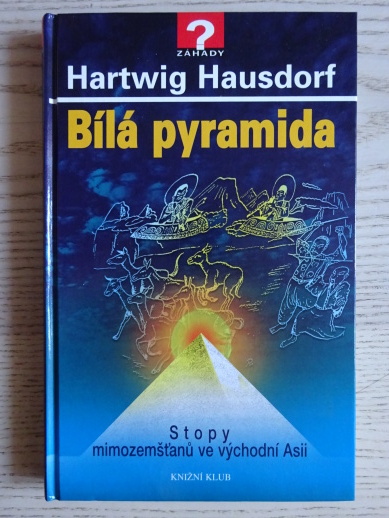 ?
ZÁHADY
Hartwig Hausdorf
Bílá pyramida
Stopy
mimozemšťanů ve východní Asii
KNIŽNÍ KLUB